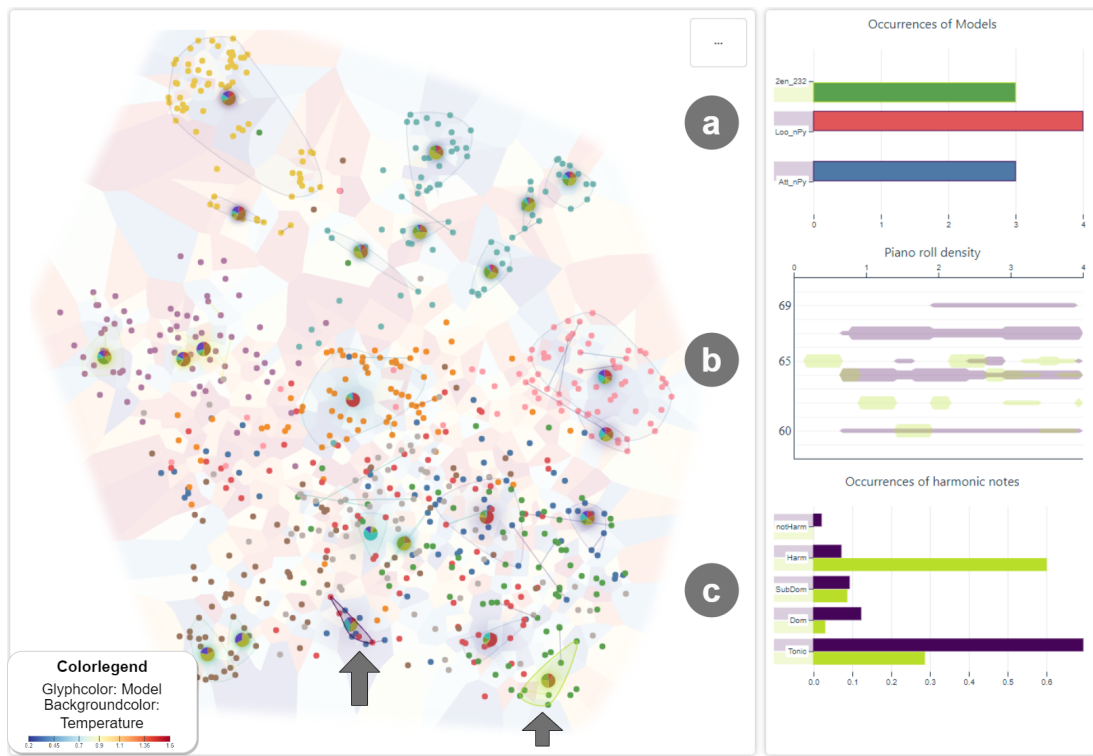 ...
a
b
c
Colorlegend
Glyphcolor: Model
Backgroundcolor:
Temperature
0.2 0.45 0.7 0.9 1.1 1.35 1.6
Occurrences of Models
2en_232
Loo_nPy
Att_nPy
0 1 2 3 4
Piano roll density
0 1 2 3 4
69
65
60
Occurrences of harmonic notes
notHarm
Harm
SubDom
Dom
Tonic
0.0 0.1 0.2 0.3 0.4 0.5 0.6